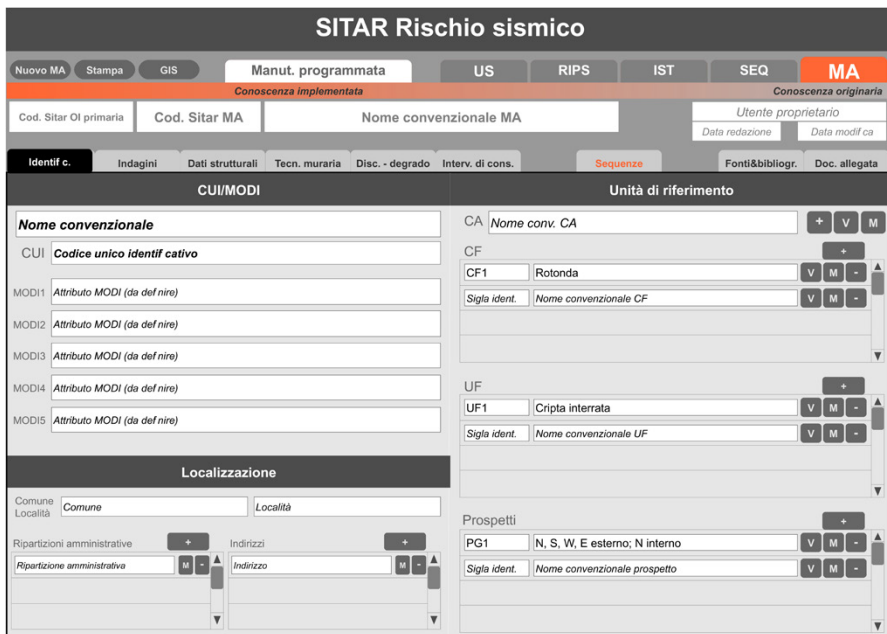 SITAR Rischio sismico
Nuovo MA Stampa GIS Manut. programmata US RIPS IST SEQ MA
Conoscenza implementata Conoscenza originaria
Cod. Sitar OI primaria Cod. Sitar MA Nome convenzionale MA Utente proprietario
Data redazione Data modif ca
Identif c. Indagini Dati strutturali Tecn. muraria Disc. - degrado Interv. di cons. Sequenze Fonti&bibliogr. Doc. allegata
CUI/MODI
Nome convenzionale
CUI Codice unico identif cativo
MODI1 Attributo MODI (da def nire)
MODI2 Attributo MODI (da def nire)
MODI3 Attributo MODI (da def nire)
MODI4 Attributo MODI (da def nire)
MODI5 Attributo MODI (da def nire)
Localizzazione
Comune
Località
Comune Località
Ripartizioni amministrative + Indirizzi +
Ripartizione amministrativa M - Indirizzo M -
Unità di riferimento
CA Nome conv. CA + V M
CF +
CF1 Rotonda V M -
Sigla ident. Nome convenzionale CF V M -
UF +
UF1 Cripta interrata V M -
Sigla ident. Nome convenzionale UF V M -
Prospetti +
PG1 N, S, W, E esterno; N interno V M -
Sigla ident. Nome convenzionale prospetto V M -